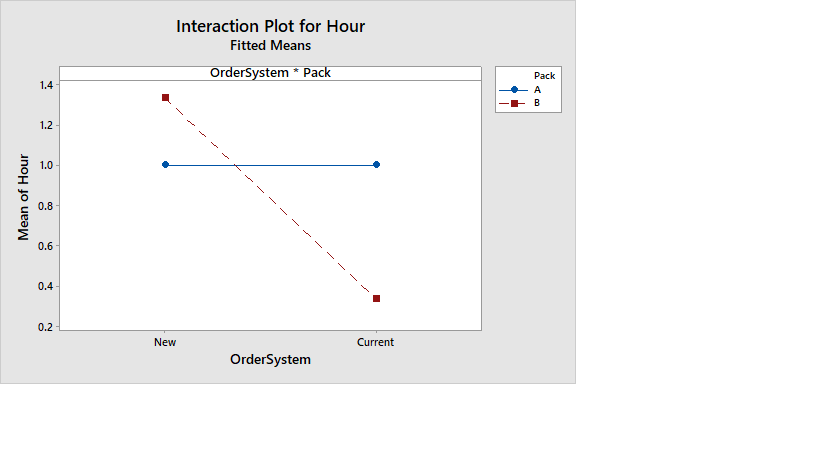 Interaction Plot for Hour
Fitted Means
OrderSystem * Pack
Pack
A
B
1.4
1.2
1.0
0.8
0.6
0.4
0.2
Mean of Hour
New Current
OrderSystem